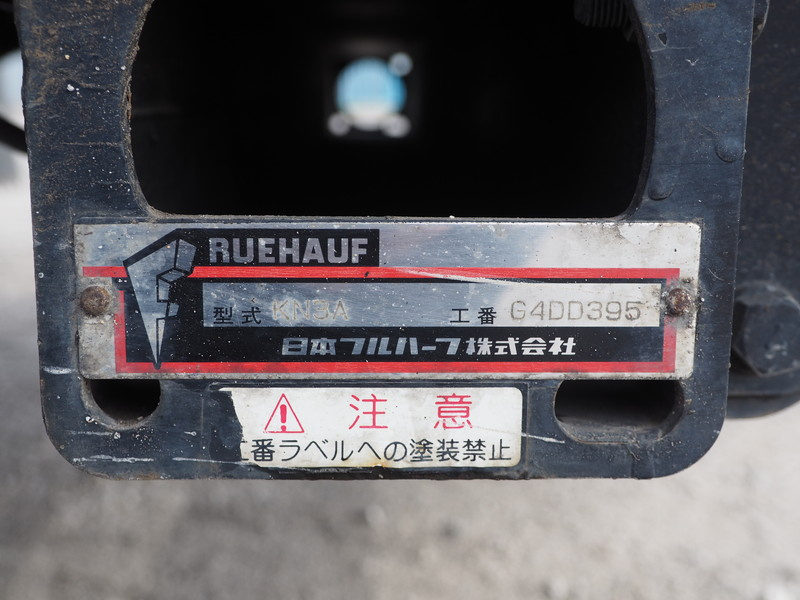 FRUEHAUF
型式 KN3A 工番 G4DD395
日本フルハーフ株式会社
注意
番ラベルへの塗装禁止